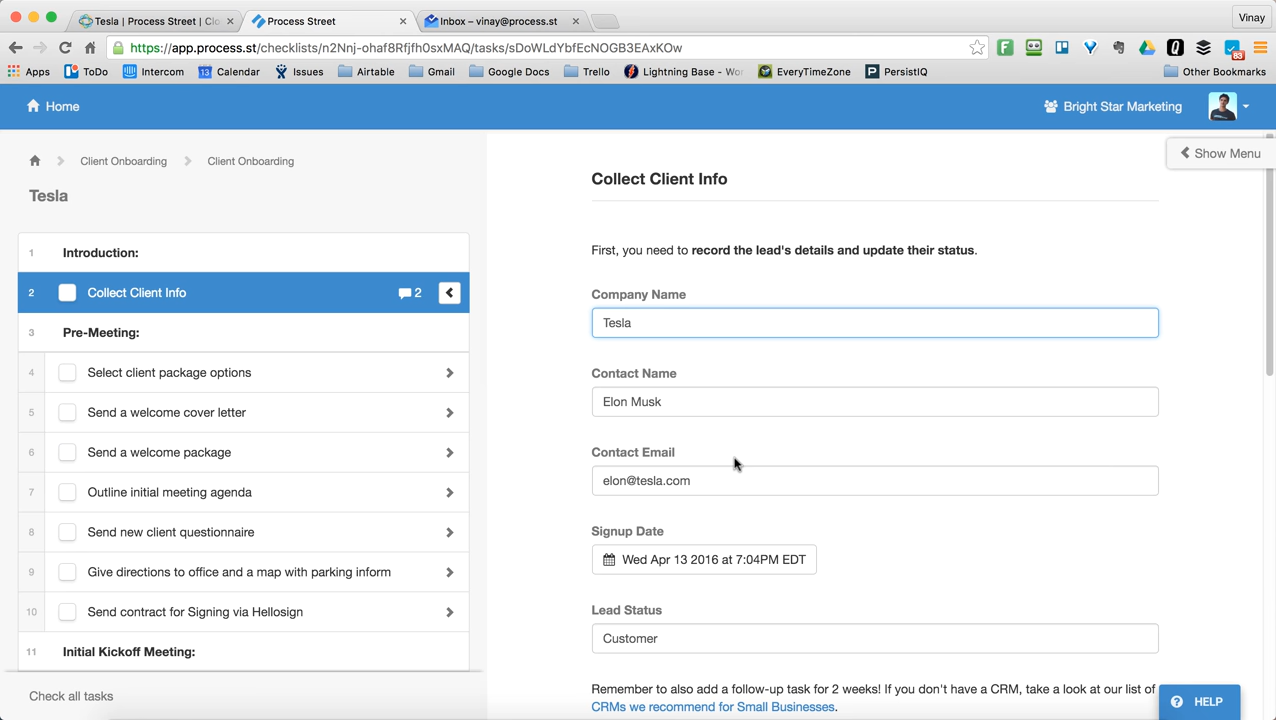 Tesla | Process Street | Clo
Process Street
Inbox – vinay@process.st
Vinay
https://app.process.st/checklists/n2Nnj-ohaf8Rfjfh0sxMAQ/tasks/sDoWLdYbfEcNOGB3EAxKOw
83
Apps
ToDo
Intercom
Calendar
Issues
Airtable
Gmail
Google Docs
Trello
Lightning Base - Wor
EveryTimeZone
PersistIQ
Other Bookmarks
Home
Bright Star Marketing
Client Onboarding
Client Onboarding
Show Menu
Tesla
1 Introduction:
2 Collect Client Info 2
3 Pre-Meeting:
4 Select client package options
5 Send a welcome cover letter
6 Send a welcome package
7 Outline initial meeting agenda
8 Send new client questionnaire
9 Give directions to office and a map with parking inform
10 Send contract for Signing via Hellosign
11 Initial Kickoff Meeting:
Check all tasks
Collect Client Info
First, you need to record the lead's details and update their status.
Company Name
Tesla
Contact Name
Elon Musk
Contact Email
elon@tesla.com
Signup Date
Wed Apr 13 2016 at 7:04PM EDT
Lead Status
Customer
Remember to also add a follow-up task for 2 weeks! If you don't have a CRM, take a look at our list of
CRMs we recommend for Small Businesses.
HELP